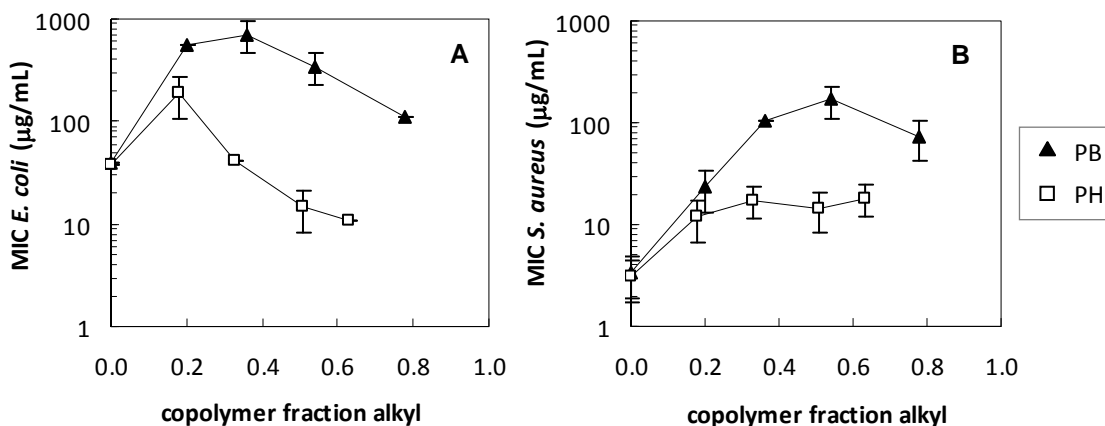 A
MIC E. coli (µg/mL)
1000
100
10
1
0.0 0.2 0.4 0.6 0.8 1.0
copolymer fraction alkyl
B
MIC S. aureus (µg/mL)
1000
100
10
1
0.0 0.2 0.4 0.6 0.8 1.0
copolymer fraction alkyl
PB
PH